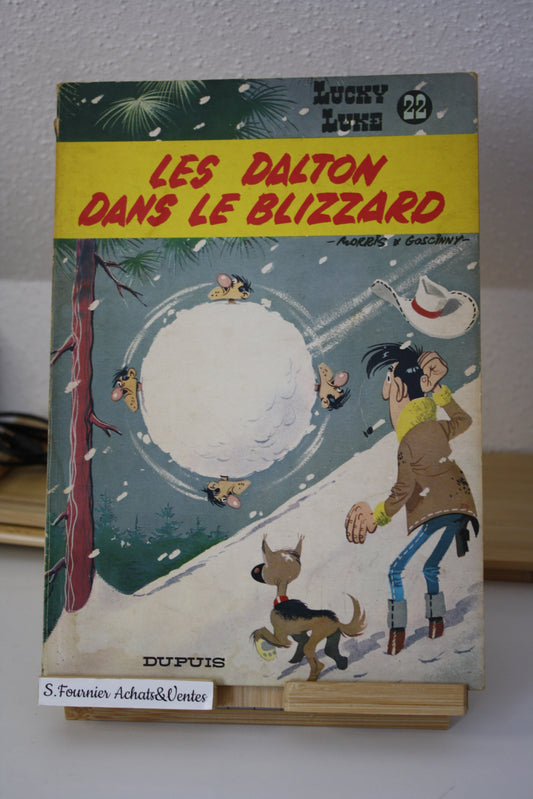 LUCKY
LUKE
22
LES DALTON
DANS LE BLIZZARD
-MORRIS & GOSCINNY-
DUPUIS
S.Fournier Achats&Ventes